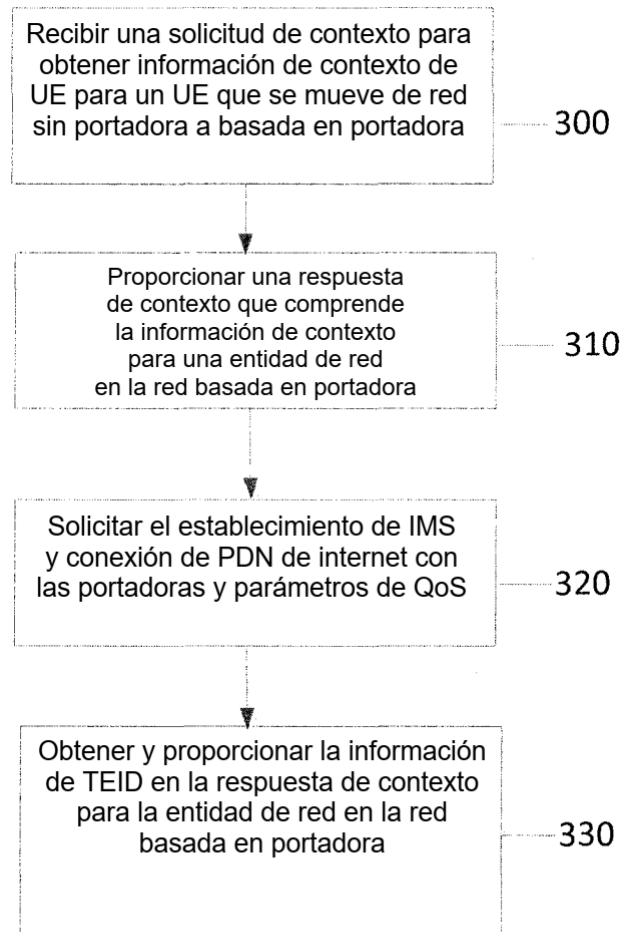 Recibir una solicitud de contexto para
obtener información de contexto de
UE para un UE que se mueve de red
sin portadora a basada en portadora
300
Proporcionar una respuesta
de contexto que comprende
la información de contexto
para una entidad de red
en la red basada en portadora
310
Solicitar el establecimiento de IMS
y conexión de PDN de internet con
las portadoras y parámetros de QoS
320
Obtener y proporcionar la información
de TEID en la respuesta de contexto
para la entidad de red en la red
basada en portadora
330